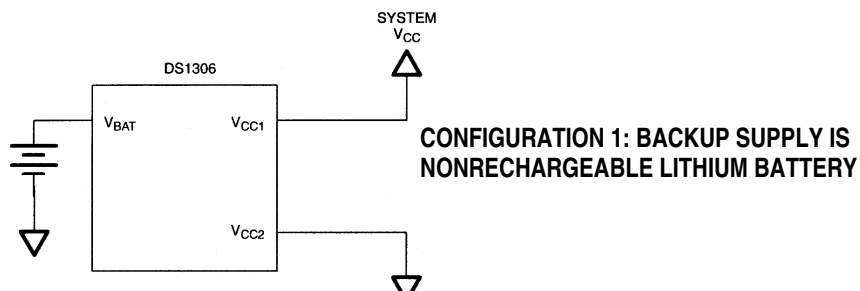 SYSTEM
VCC
DS1306
VBAT
VCC1
CONFIGURATION 1: BACKUP SUPPLY IS
NONRECHARGEABLE LITHIUM BATTERY
VCC2